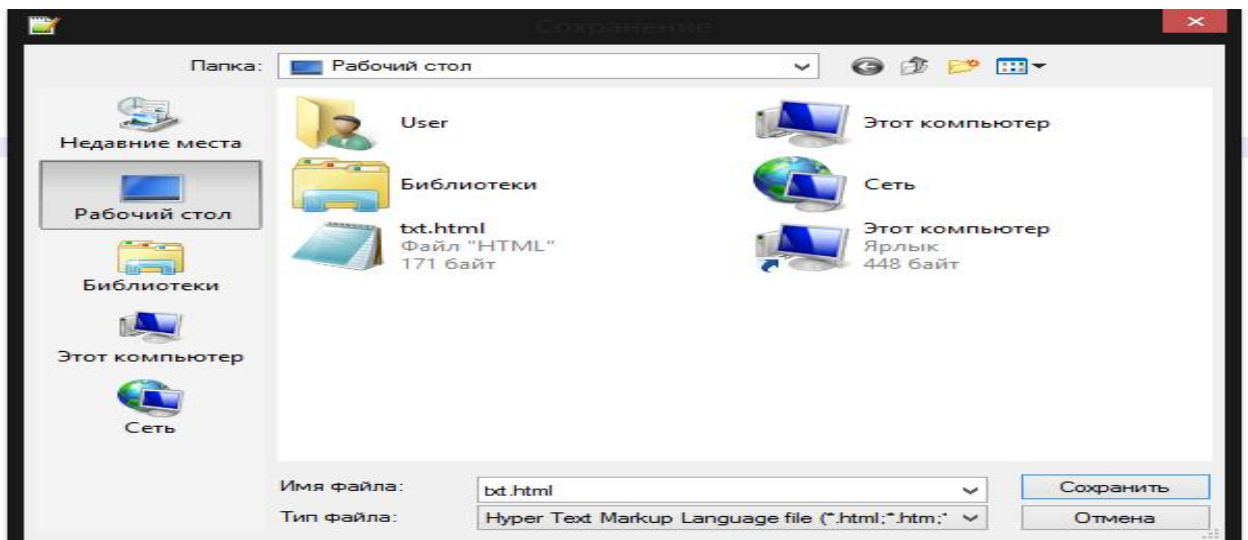 Сохранение
Папка: Рабочий стол
Недавние места
Рабочий стол
Библиотеки
Этот компьютер
Сеть
User
Этот компьютер
Библиотеки
Сеть
txt.html
Файл "HTML"
171 байт
Этот компьютер
Ярлык
448 байт
Имя файла: txt.html Сохранить
Тип файла: Hyper Text Markup Language file (*.html;*.htm;* Отмена